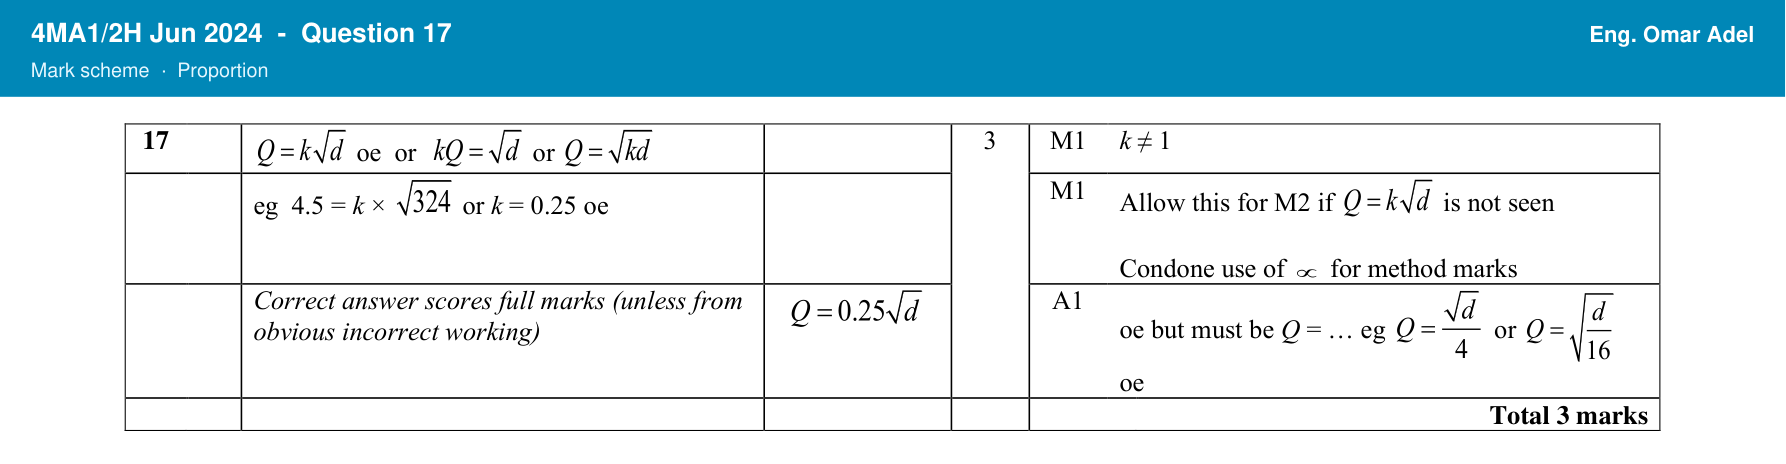 4MA1/2H Jun 2024 - Question 17
Eng. Omar Adel
Mark scheme · Proportion
17 Q = k√d oe or kQ = √d or Q = √kd 3 M1 k ≠ 1
eg 4.5 = k × √324 or k = 0.25 oe M1 Allow this for M2 if Q = k√d is not seen
Condone use of ∝ for method marks
Correct answer scores full marks (unless from
obvious incorrect working)
Q = 0.25√d
A1 oe but must be Q = … eg Q = √d/4 or Q = √(d/16)
oe
Total 3 marks